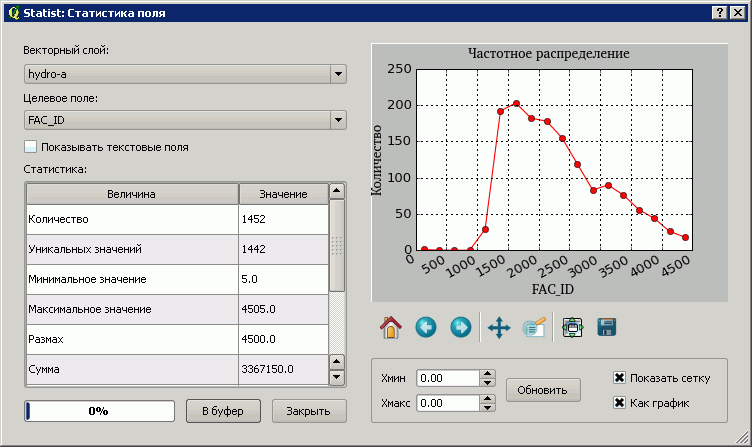 Statist: Статистика поля
Векторный слой:
hydro-a
Целевое поле:
FAC_ID
Показывать текстовые поля
Статистика:
Величина Значение
Количество 1452
Уникальных значений 1442
Минимальное значение 5.0
Максимальное значение 4505.0
Размах 4500.0
Сумма 3367150.0
0%
В буфер
Закрыть
Частотное распределение
Количество
250
200
150
100
50
0
0 500 1000 1500 2000 2500 3000 3500 4000 4500
FAC_ID
Xмин 0.00
Xмакс 0.00
Обновить
Показать сетку
Как график